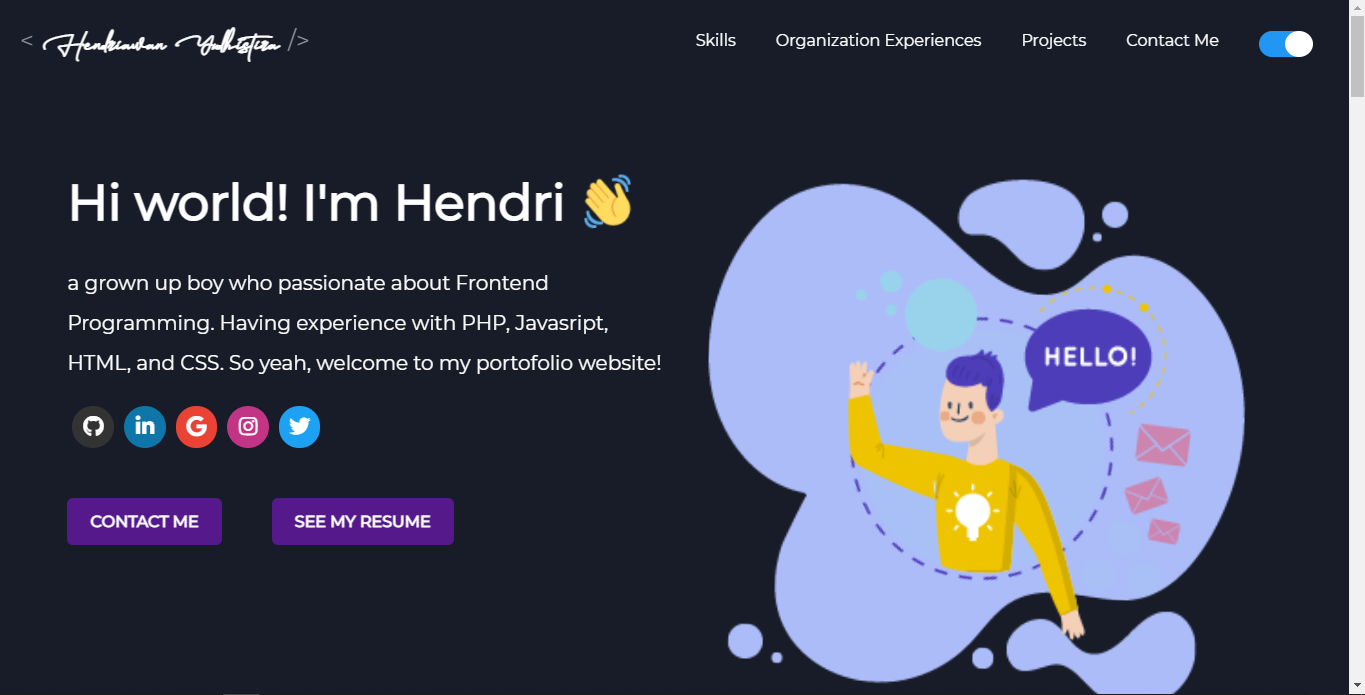 < Hendriawan Yudhistira />
Skills Organization Experiences Projects Contact Me
Hi world! I'm Hendri 👋
a grown up boy who passionate about Frontend
Programming. Having experience with PHP, Javasript,
HTML, and CSS. So yeah, welcome to my portofolio website!
HELLO!
CONTACT ME SEE MY RESUME